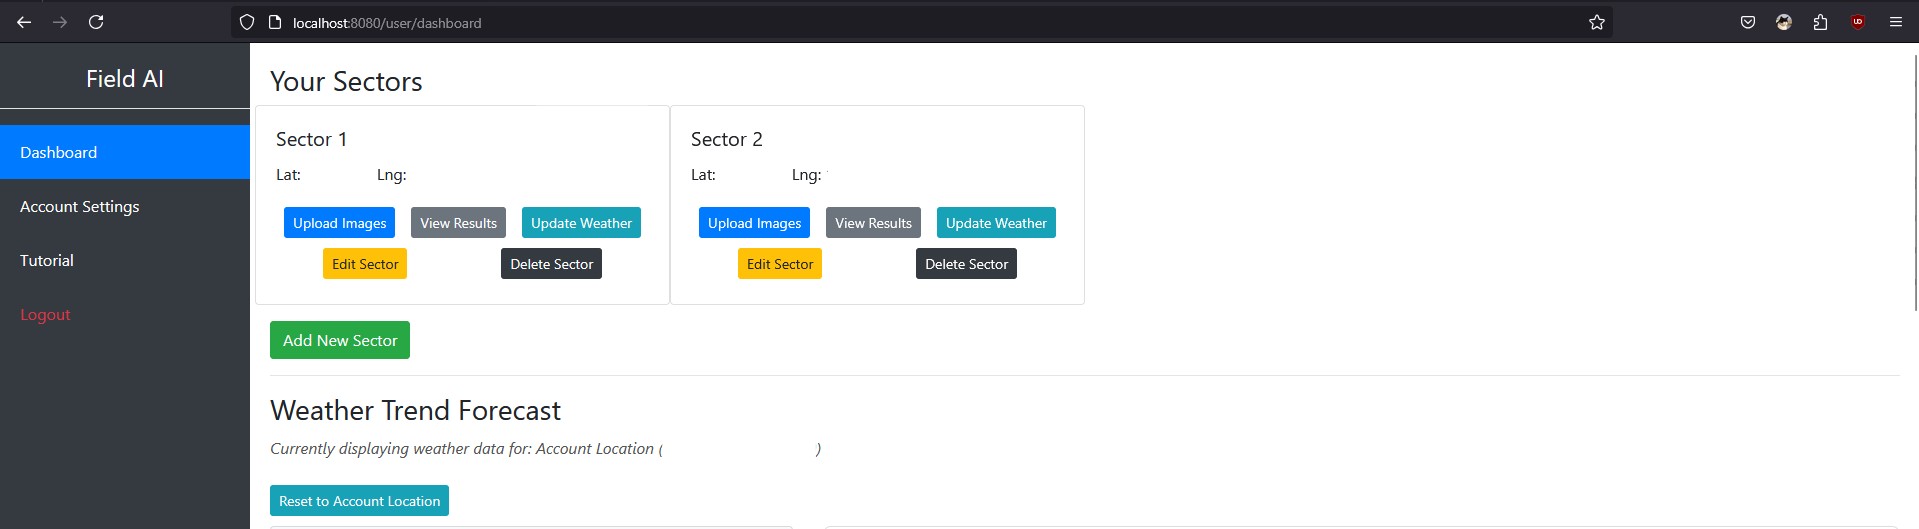 localhost:8080/user/dashboard
Field AI
Dashboard
Account Settings
Tutorial
Logout
Your Sectors
Sector 1
Lat: Lng:
Upload Images View Results Update Weather
Edit Sector Delete Sector
Sector 2
Lat: Lng:
Upload Images View Results Update Weather
Edit Sector Delete Sector
Add New Sector
Weather Trend Forecast
Currently displaying weather data for: Account Location ( )
Reset to Account Location